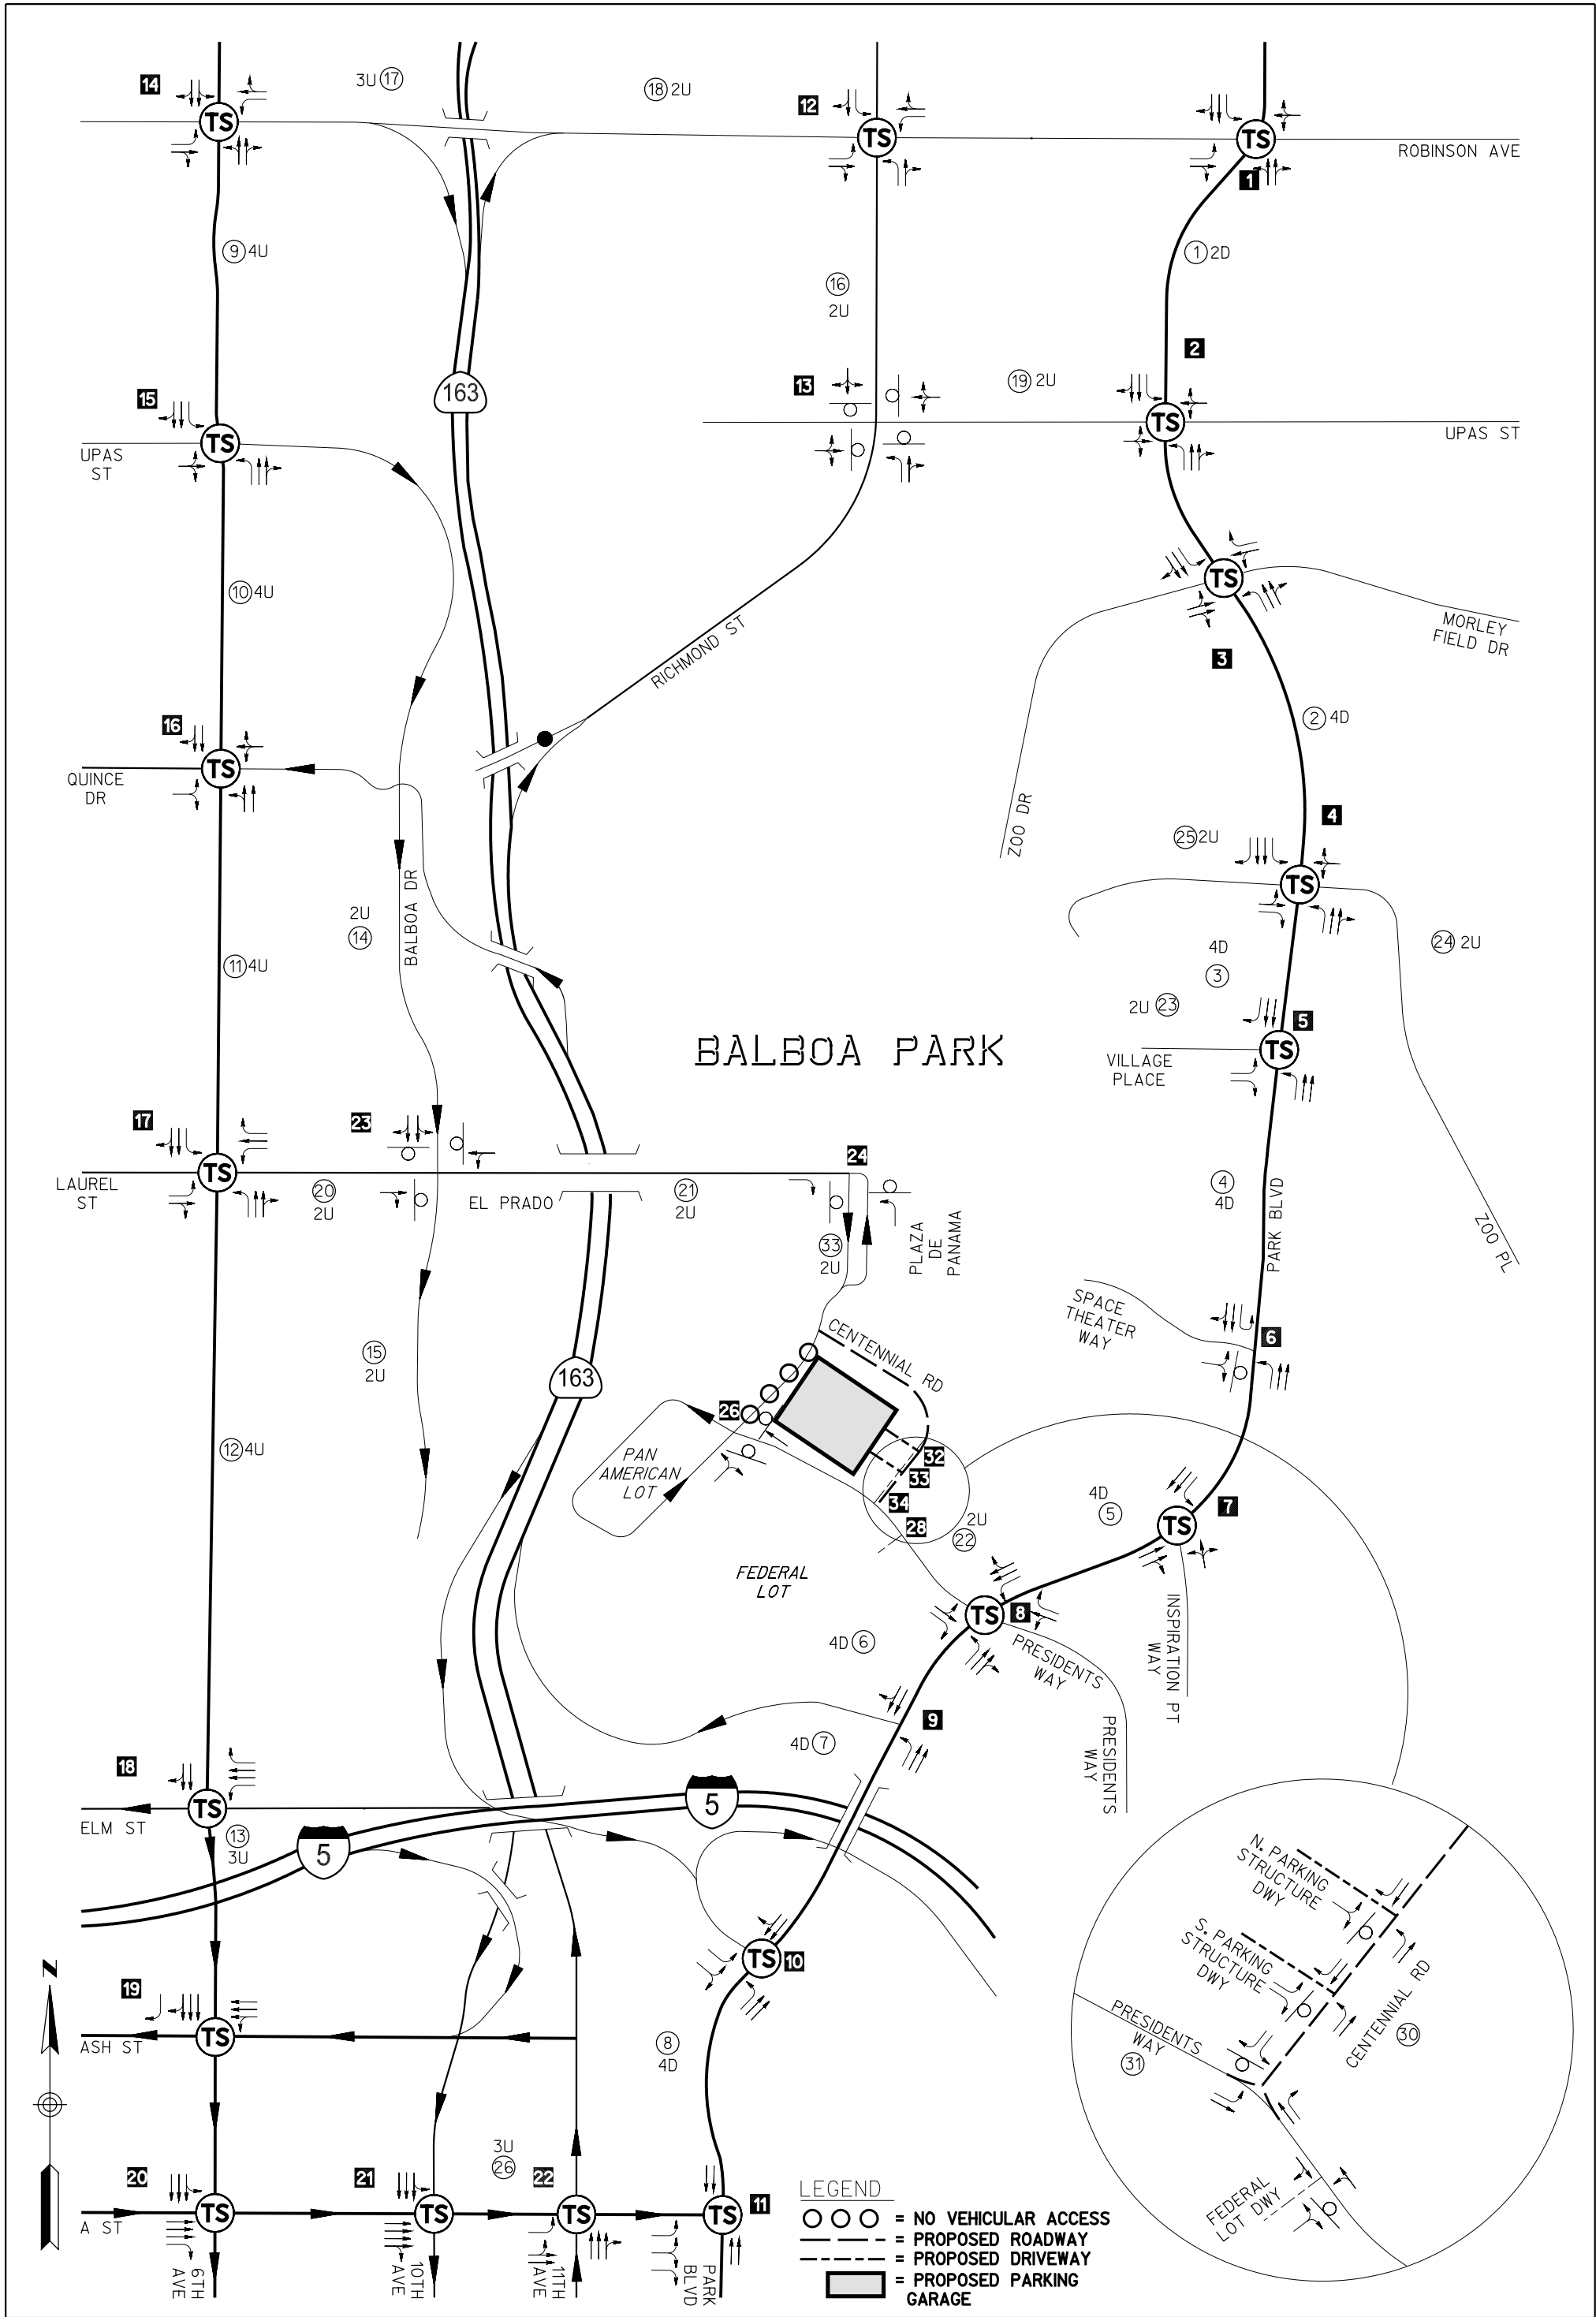 14
3U 17
18 2U
12
TS
TS
TS
ROBINSON AVE
1
9 4U
1 2D
16
2U
2
163
13
19 2U
15
TS
TS
UPAS ST
UPAS
ST
TS
10 4U
MORLEY
FIELD DR
RICHMOND ST
3
16
2 4D
TS
QUINCE
DR
ZOO DR
4
25 2U
BALBOA DR
TS
2U
14
4D
24 2U
11 4U
3
2U 23
5
BALBOA PARK
TS
VILLAGE
PLACE
17
23
24
TS
LAUREL
ST
20
2U
EL PRADO
21
2U
4
4D
PARK BLVD
33
2U
PLAZA
DE
PANAMA
ZOO PL
SPACE
THEATER
WAY
6
CENTENNIAL RD
15
2U
163
26
12 4U
PAN
AMERICAN
LOT
32
33
34
4D
5
7
28
2U
22
TS
FEDERAL
LOT
TS 8
INSPIRATION PT
WAY
4D 6
PRESIDENTS
WAY
9
PRESIDENTS
WAY
4D 7
18
5
TS
ELM ST
13
3U
5
N. PARKING
STRUCTURE
DWY
S. PARKING
STRUCTURE
DWY
TS 10
N
19
CENTENNIAL RD
30
PRESIDENTS
WAY
31
TS
ASH ST
8
4D
3U
26
20
21
22
FEDERAL
LOT DWY
TS
TS
TS
TS
11
A ST
6TH
AVE
10TH
AVE
11TH
AVE
PARK
BLVD
LEGEND
= NO VEHICULAR ACCESS
= PROPOSED ROADWAY
= PROPOSED DRIVEWAY
= PROPOSED PARKING
GARAGE